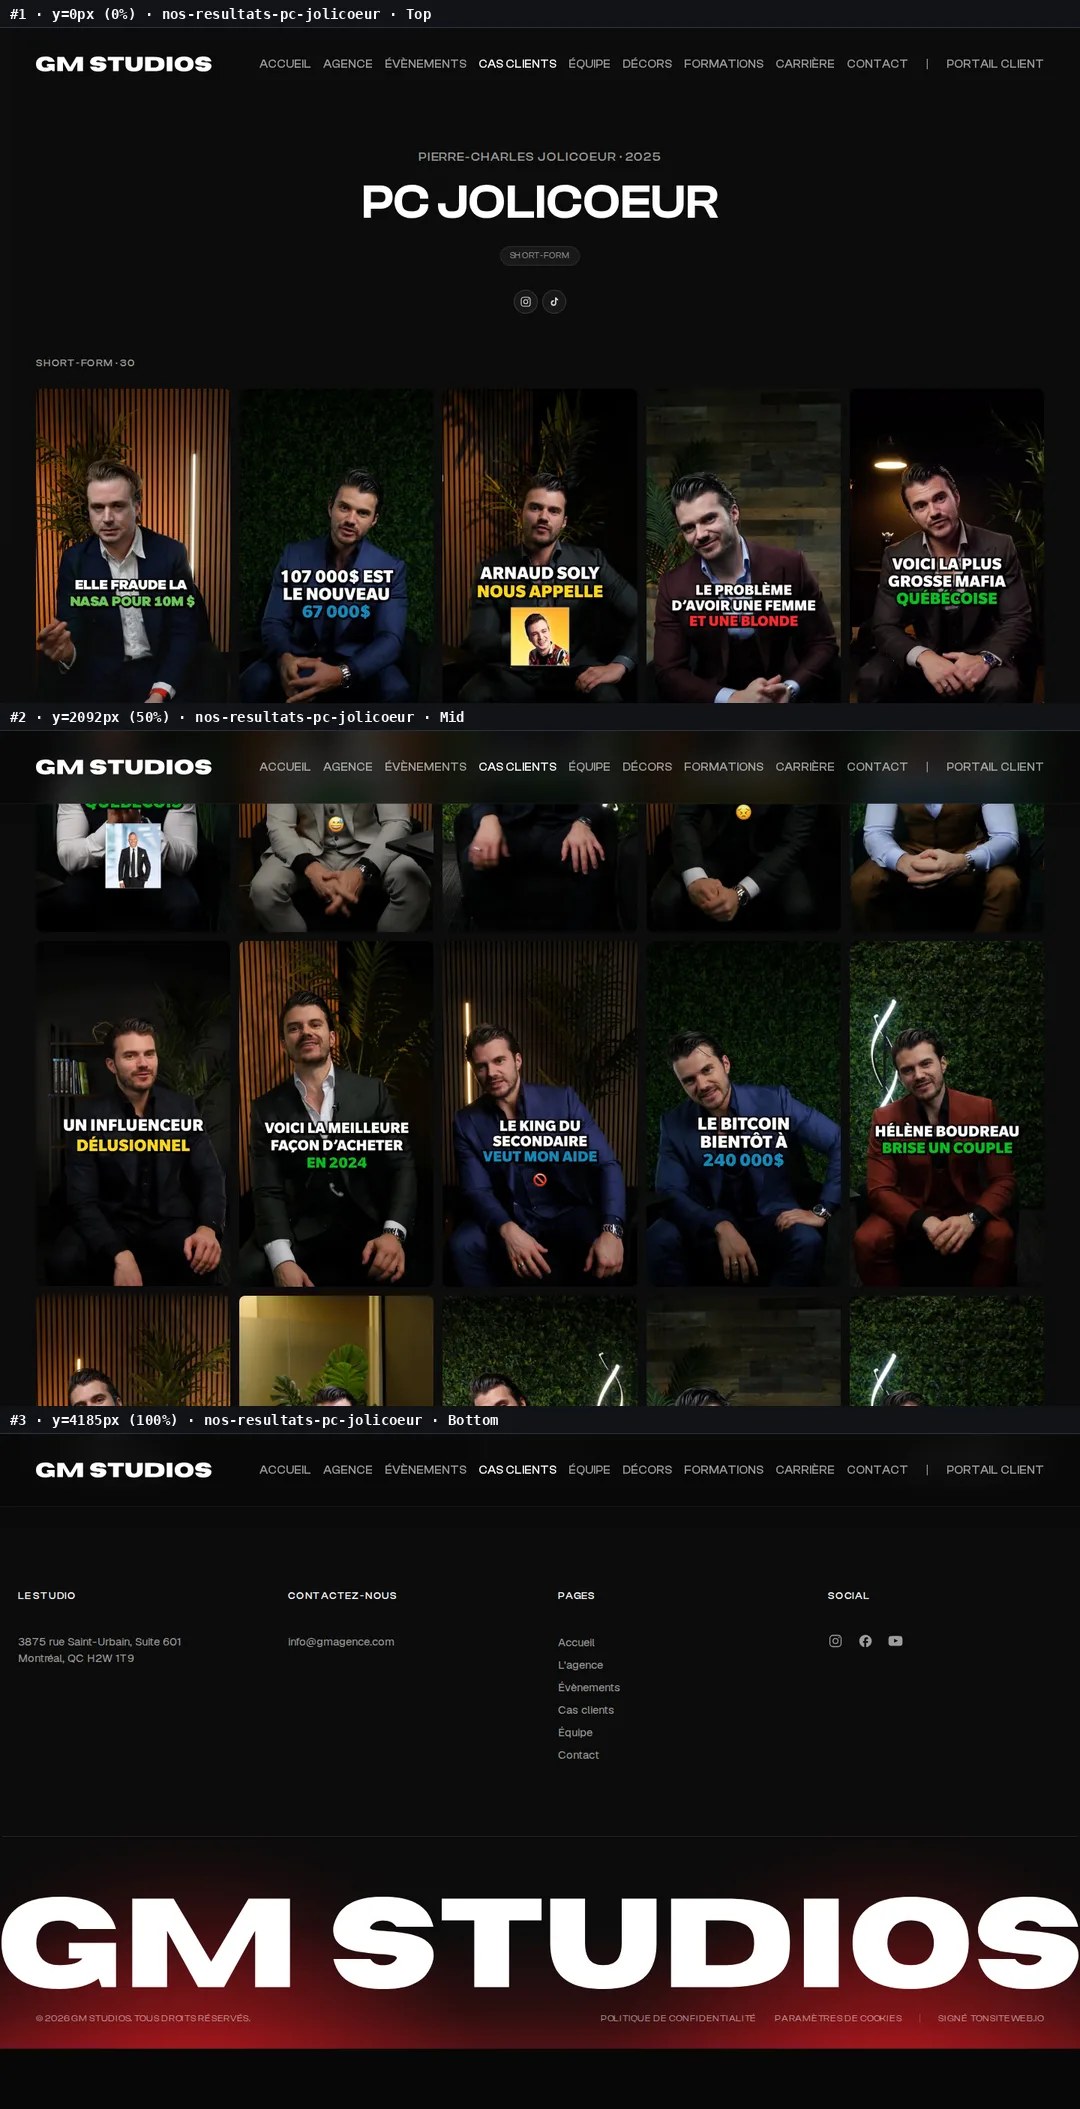 #1 · y=0px (0%) · nos-resultats-pc-jolicoeur · Top
GM STUDIOS
ACCUEIL AGENCE ÉVÈNEMENTS CAS CLIENTS ÉQUIPE DÉCORS FORMATIONS CARRIÈRE CONTACT | PORTAIL CLIENT
PIERRE-CHARLES JOLICOEUR · 2025
PC JOLICOEUR
SHORT-FORM
SHORT-FORM · 30
ELLE FRAUDE LA
NASA POUR 10M $
107 000$ EST
LE NOUVEAU
67 000$
ARNAUD SOLY
NOUS APPELLE
LE PROBLÈME
D'AVOIR UNE FEMME
ET UNE BLONDE
VOICI LA PLUS
GROSSE MAFIA
QUÉBÉCOISE
#2 · y=2092px (50%) · nos-resultats-pc-jolicoeur · Mid
GM STUDIOS
ACCUEIL AGENCE ÉVÈNEMENTS CAS CLIENTS ÉQUIPE DÉCORS FORMATIONS CARRIÈRE CONTACT | PORTAIL CLIENT
UN INFLUENCEUR
DÉLUSIONNEL
VOICI LA MEILLEURE
FAÇON D'ACHETER
EN 2024
LE KING DU
SECONDAIRE
VEUT MON AIDE
LE BITCOIN
BIENTÔT À
240 000$
HÉLÈNE BOUDREAU
BRISE UN COUPLE
#3 · y=4185px (100%) · nos-resultats-pc-jolicoeur · Bottom
GM STUDIOS
ACCUEIL AGENCE ÉVÈNEMENTS CAS CLIENTS ÉQUIPE DÉCORS FORMATIONS CARRIÈRE CONTACT | PORTAIL CLIENT
LE STUDIO
3875 rue Saint-Urbain, Suite 601
Montréal, QC H2W 1T9
CONTACTEZ-NOUS
info@gmagence.com
PAGES
Accueil
L'agence
Évènements
Cas clients
Équipe
Contact
SOCIAL
GM STUDIOS
© 2026 GM STUDIOS. TOUS DROITS RÉSERVÉS.
POLITIQUE DE CONFIDENTIALITÉ PARAMÈTRES DE COOKIES | SIGNÉ TONSITEWEB.IO